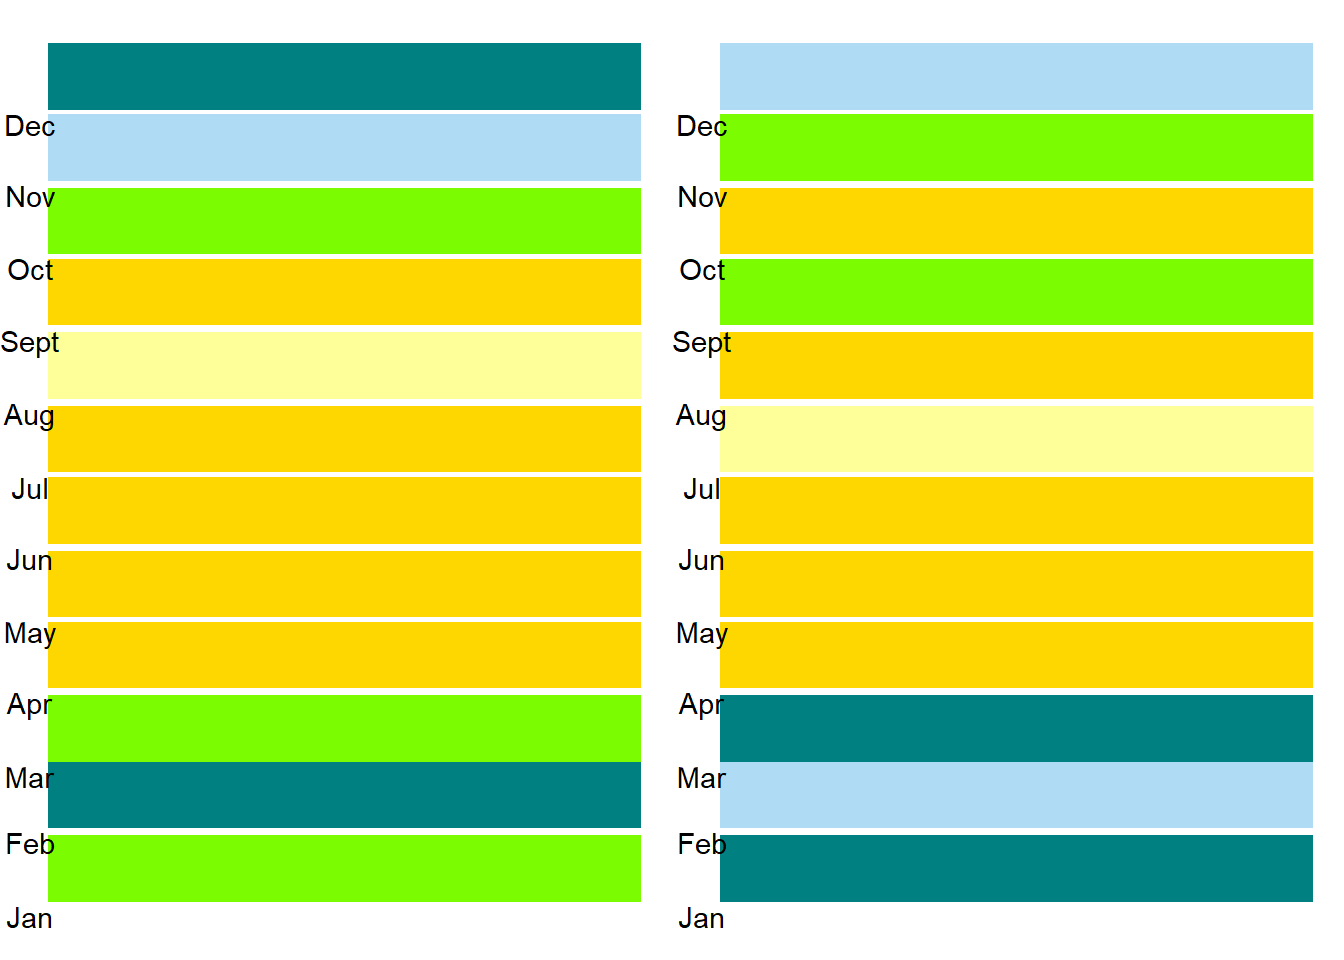 Dec
Nov
Oct
Sept
Aug
Jul
Jun
May
Apr
Mar
Feb
Jan
Dec
Nov
Oct
Sept
Aug
Jul
Jun
May
Apr
Mar
Feb
Jan